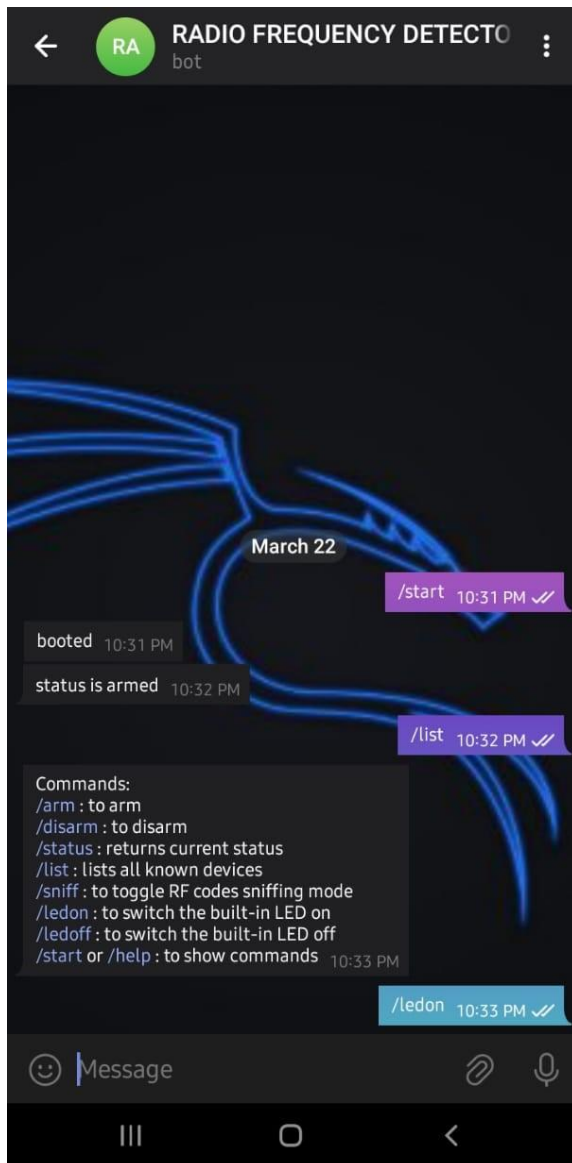 RA
RADIO FREQUENCY DETECTO
bot
March 22
/start 10:31 PM
booted 10:31 PM
status is armed 10:32 PM
/list 10:32 PM
Commands:
/arm : to arm
/disarm : to disarm
/status : returns current status
/list : lists all known devices
/sniff : to toggle RF codes sniffing mode
/ledon : to switch the built-in LED on
/ledoff : to switch the built-in LED off
/start or /help : to show commands 10:33 PM
/ledon 10:33 PM
Message